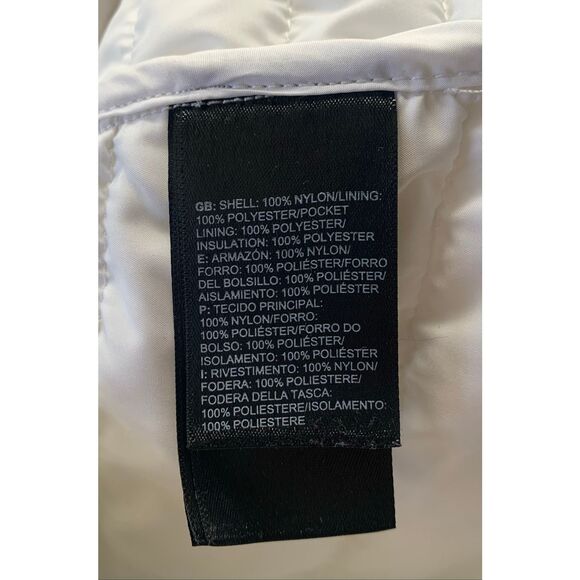 GB: SHELL: 100% NYLON/LINING:
100% POLYESTER/POCKET
LINING: 100% POLYESTER/
INSULATION: 100% POLYESTER
E: ARMAZÓN: 100% NYLON/
FORRO: 100% POLIÉSTER/FORRO
DEL BOLSILLO: 100% POLIÉSTER/
AISLAMIENTO: 100% POLIÉSTER
P: TECIDO PRINCIPAL:
100% NYLON/FORRO:
100% POLIÉSTER/FORRO DO
BOLSO: 100% POLIÉSTER/
ISOLAMENTO: 100% POLIÉSTER
I: RIVESTIMENTO: 100% NYLON/
FODERA: 100% POLIESTERE/
FODERA DELLA TASCA:
100% POLIESTERE/ISOLAMENTO:
100% POLIESTERE